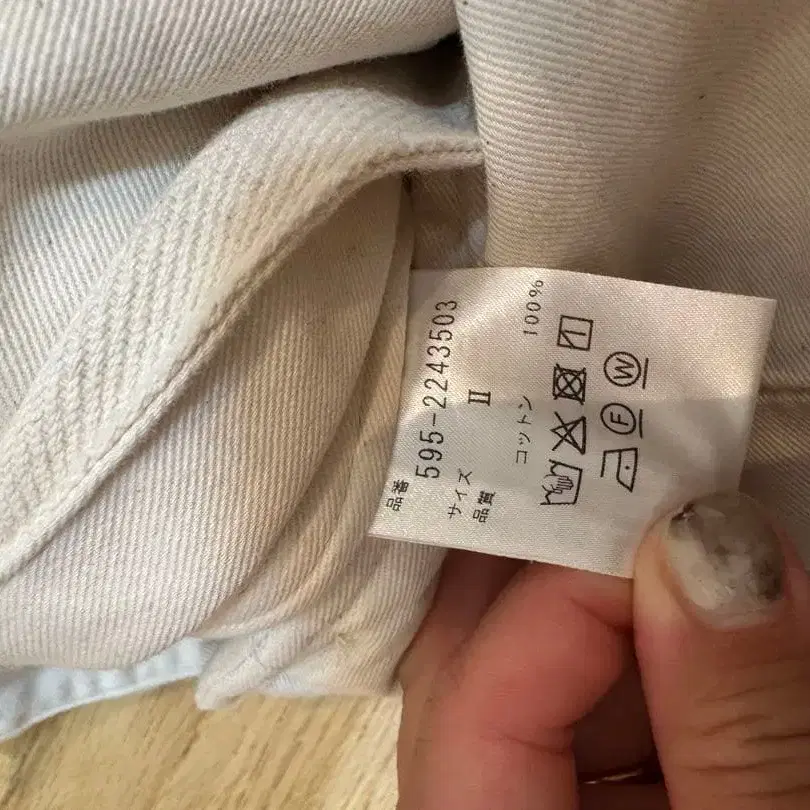 品番
595-2243503
サイズ II
品質
コットン 100%
F W